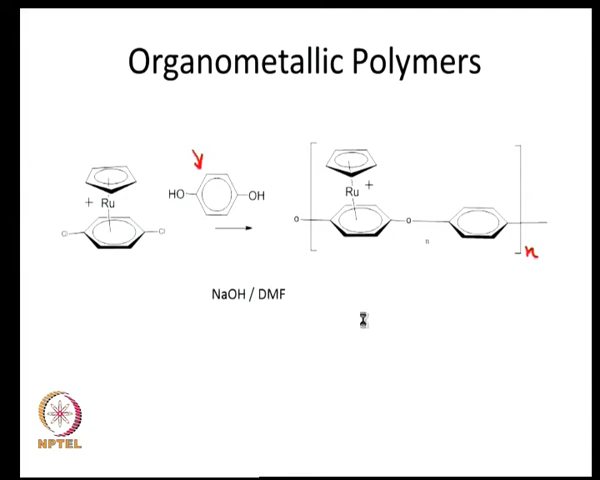 Organometallic Polymers
+ Ru
Cl
Cl
HO
OH
NaOH / DMF
Ru +
o
o
n
n
NPTEL